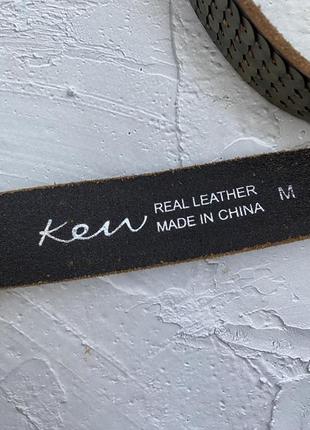 Kew
REAL LEATHER
MADE IN CHINA
M